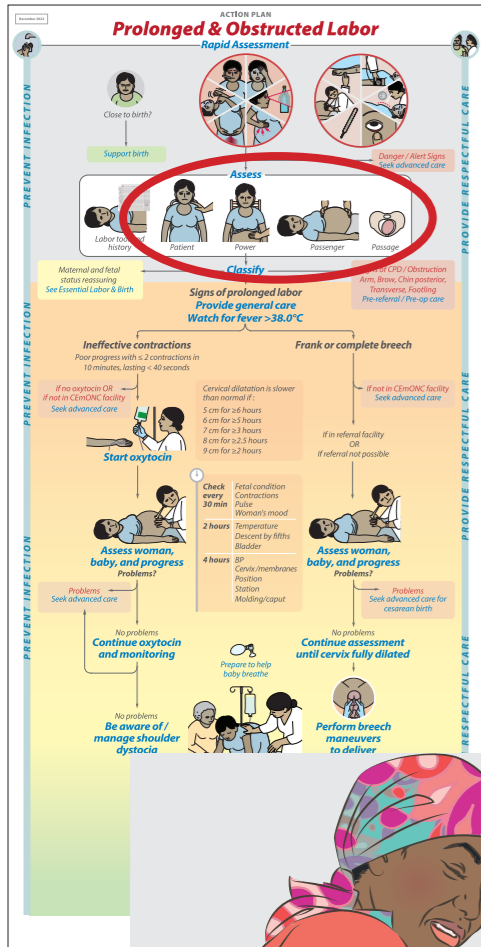 December 2022
ACTION PLAN
Prolonged & Obstructed Labor
Rapid Assessment
PREVENT INFECTION
PROVIDE RESPECTFUL CARE
Close to birth?
Support birth
Danger / Alert Signs
Seek advanced care
Assess
Labor too
history
Patient
Power
Passenger
Passage
Maternal and fetal
status reassuring
See Essential Labor & Birth
Classify
of CPD / Obstruction
Arm, Brow, Chin posterior,
Transverse, Footling
Pre-referral / Pre-op care
Signs of prolonged labor
Provide general care
Watch for fever >38.0°C
PREVENT INFECTION
PROVIDE RESPECTFUL CARE
Ineffective contractions
Poor progress with ≤ 2 contractions in
10 minutes, lasting < 40 seconds
If no oxytocin OR
if not in CEmONC facility
Seek advanced care
Start oxytocin
Cervical dilatation is slower
than normal if :
5 cm for ≥6 hours
6 cm for ≥5 hours
7 cm for ≥3 hours
8 cm for ≥2.5 hours
9 cm for ≥2 hours
Frank or complete breech
If not in CEmONC facility
Seek advanced care
If in referral facility
OR
If referral not possible
Check every 30 min
Fetal condition
Contractions
Pulse
Woman's mood
2 hours
Temperature
Descent by fifths
Bladder
4 hours
BP
Cervix/membranes
Position
Station
Molding/caput
Assess woman,
baby, and progress
Problems?
Problems
Seek advanced care
No problems
Continue oxytocin
and monitoring
No problems
Be aware of /
manage shoulder
dystocia
Prepare to help
baby breathe
Assess woman,
baby, and progress
Problems?
Problems
Seek advanced care for
cesarean birth
No problems
Continue assessment
until cervix fully dilated
Perform breech
maneuvers
to deliver
PREVENT INFECTION
PROVIDE RESPECTFUL CARE